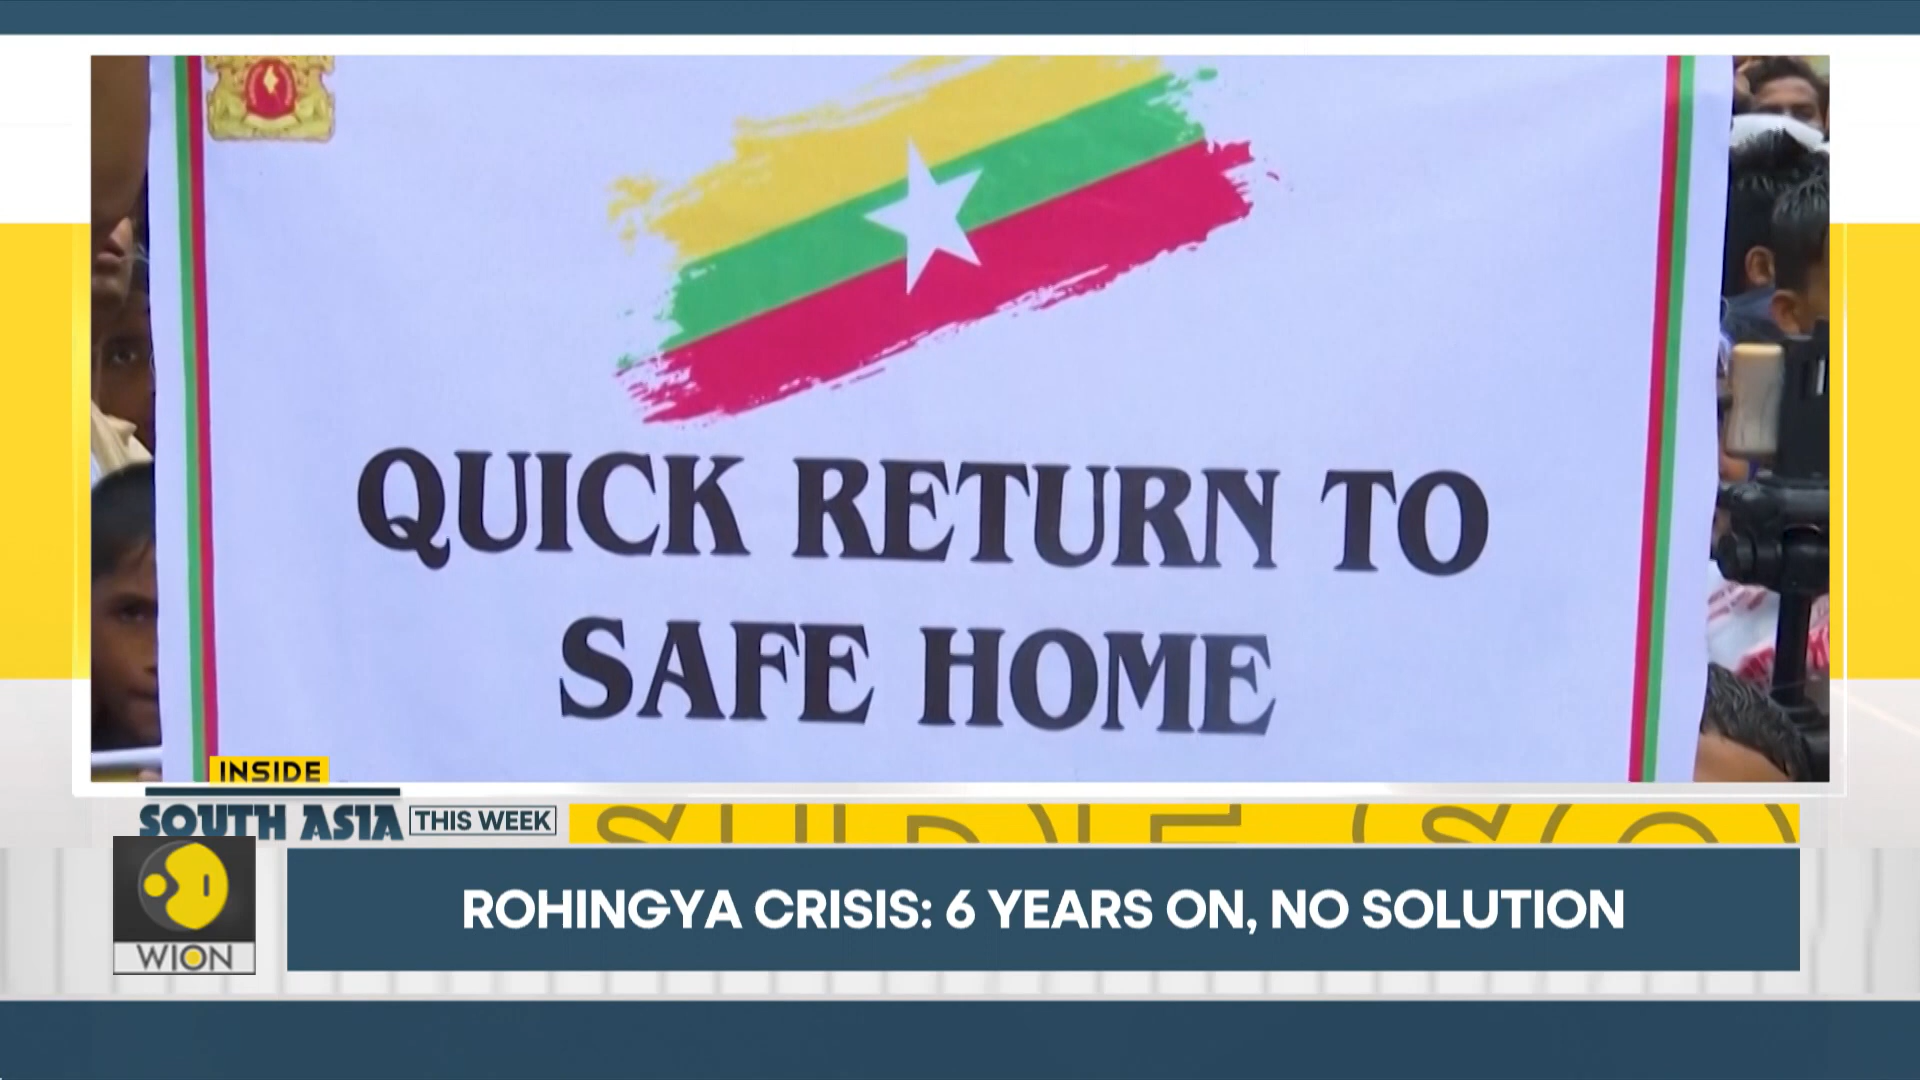 QUICK RETURN TO
SAFE HOME
INSIDE
SOUTH ASIA THIS WEEK
ROHINGYA CRISIS: 6 YEARS ON, NO SOLUTION
WION